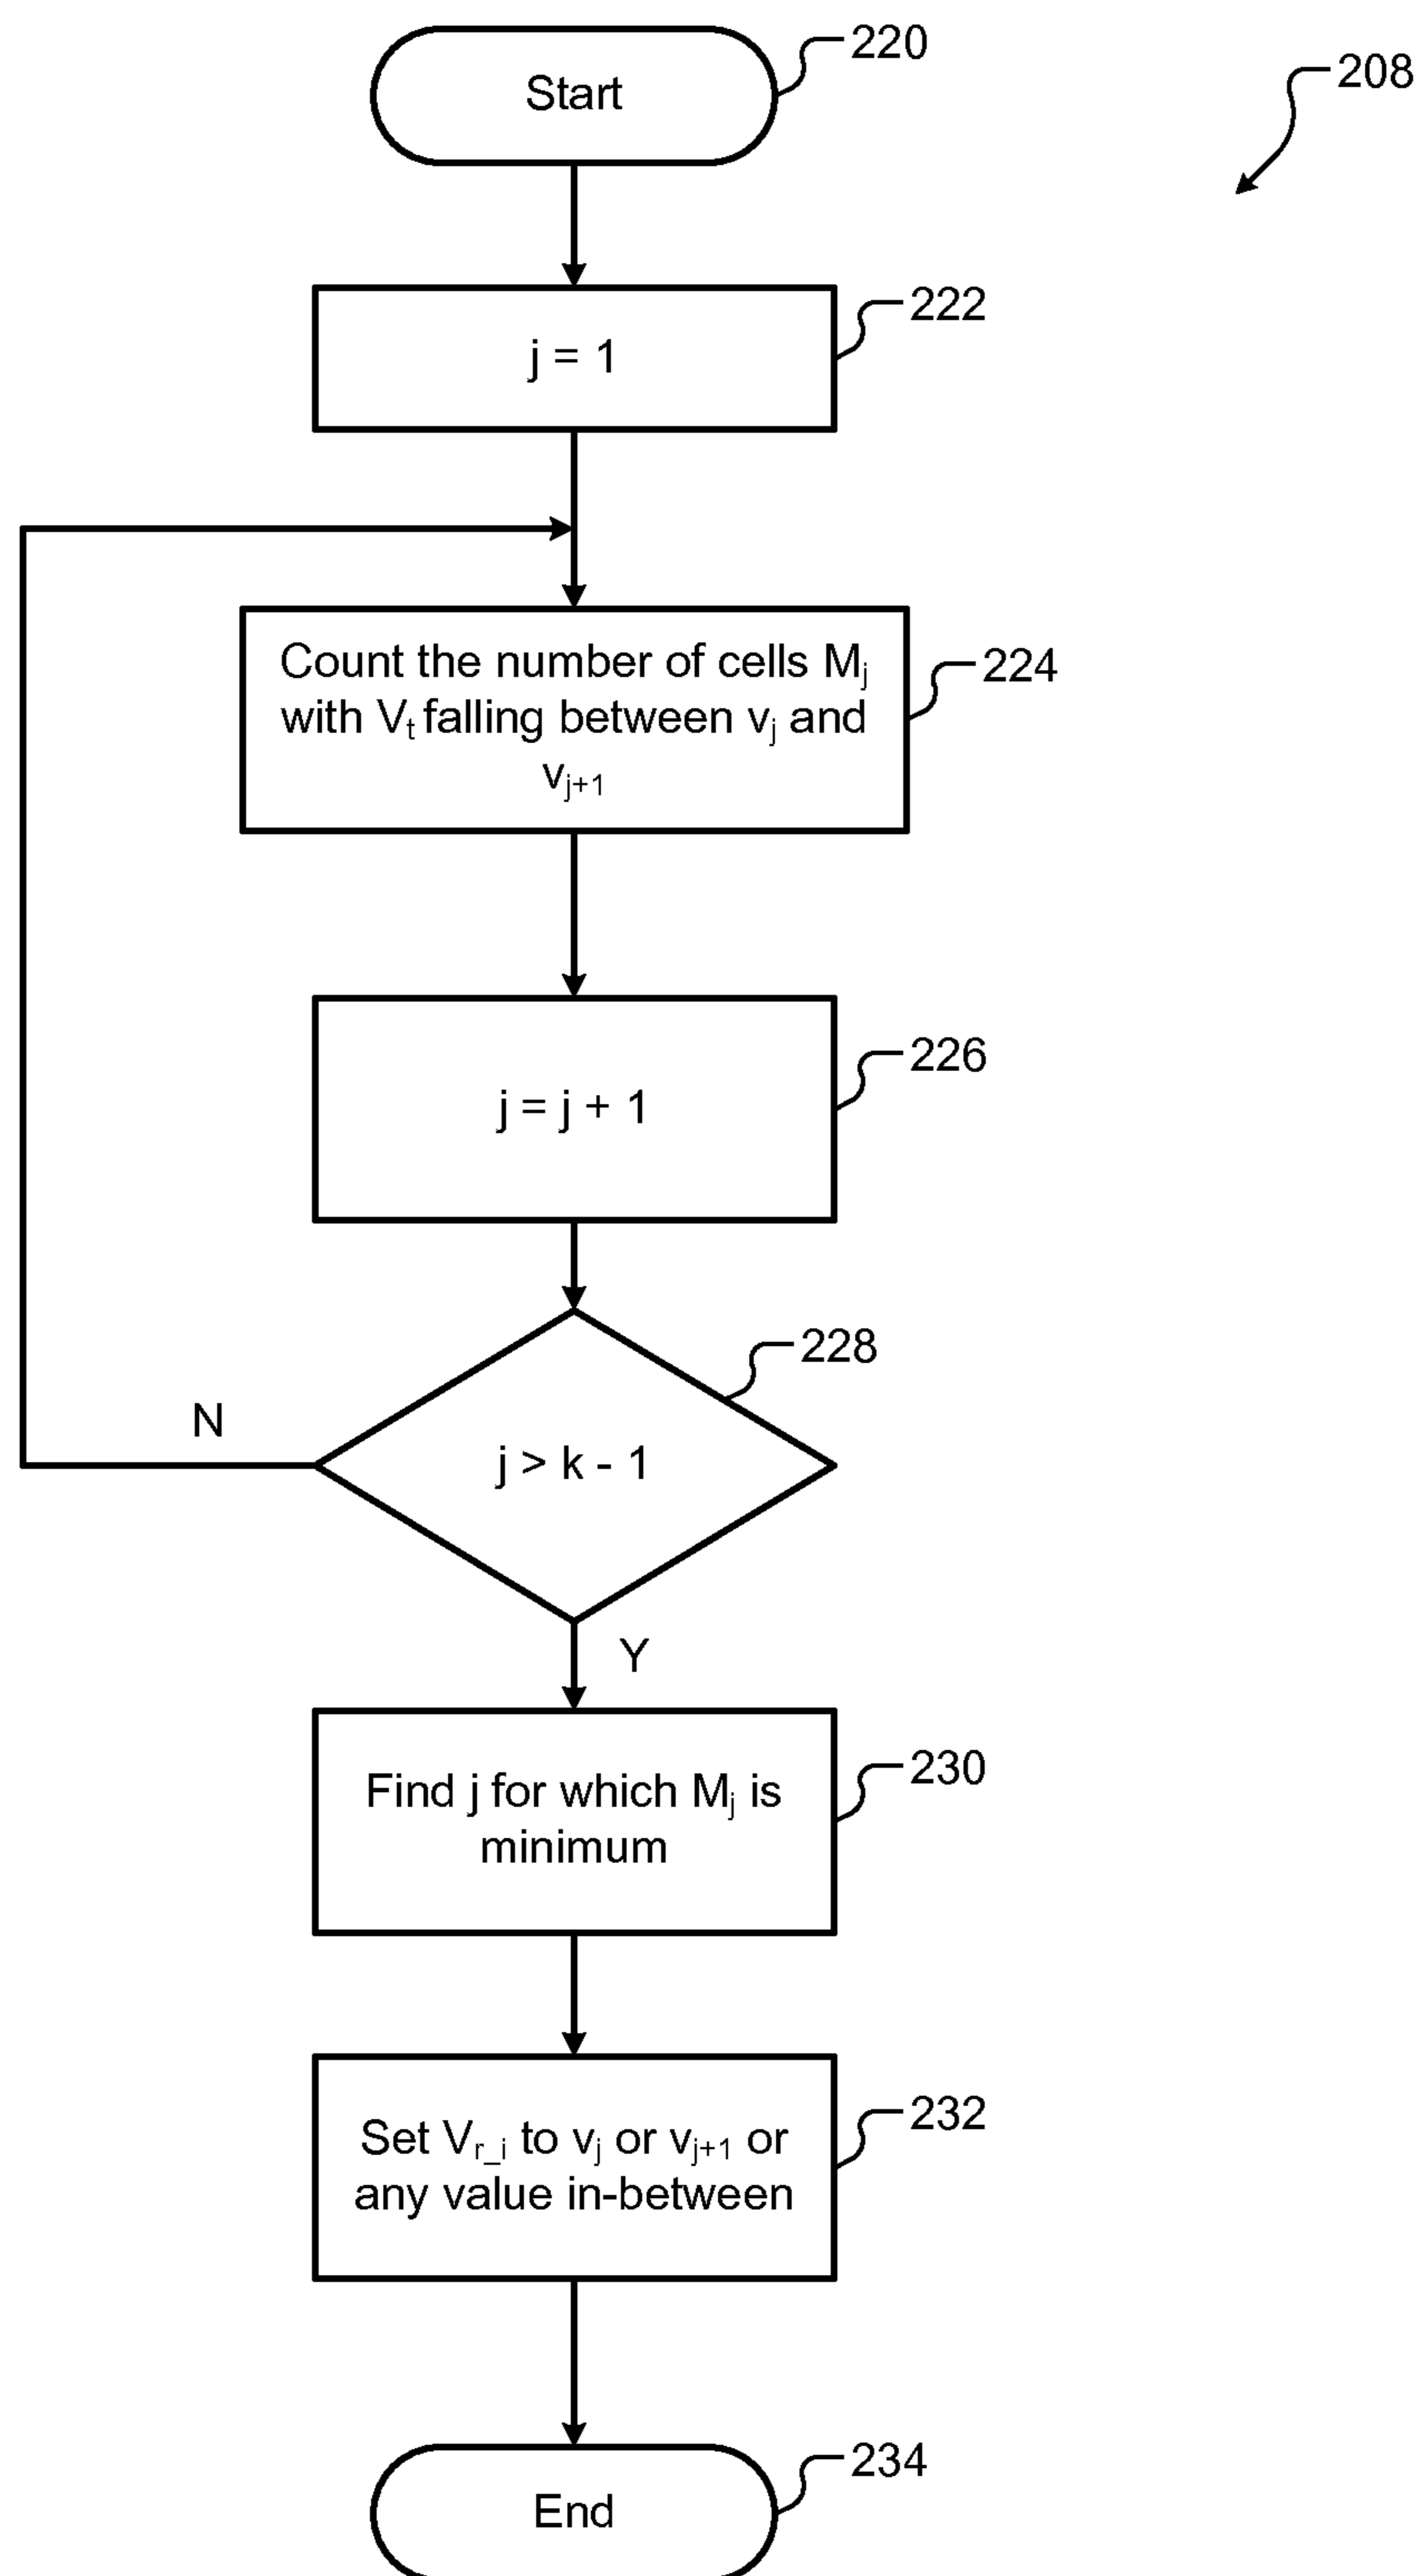 Start
220
208
j = 1
222
Count the number of cells Mj
with Vt falling between vj and
vj+1
224
j = j + 1
226
j > k - 1
228
N
Y
Find j for which Mj is
minimum
230
Set Vr_i to vj or vj+1 or
any value in-between
232
End
234